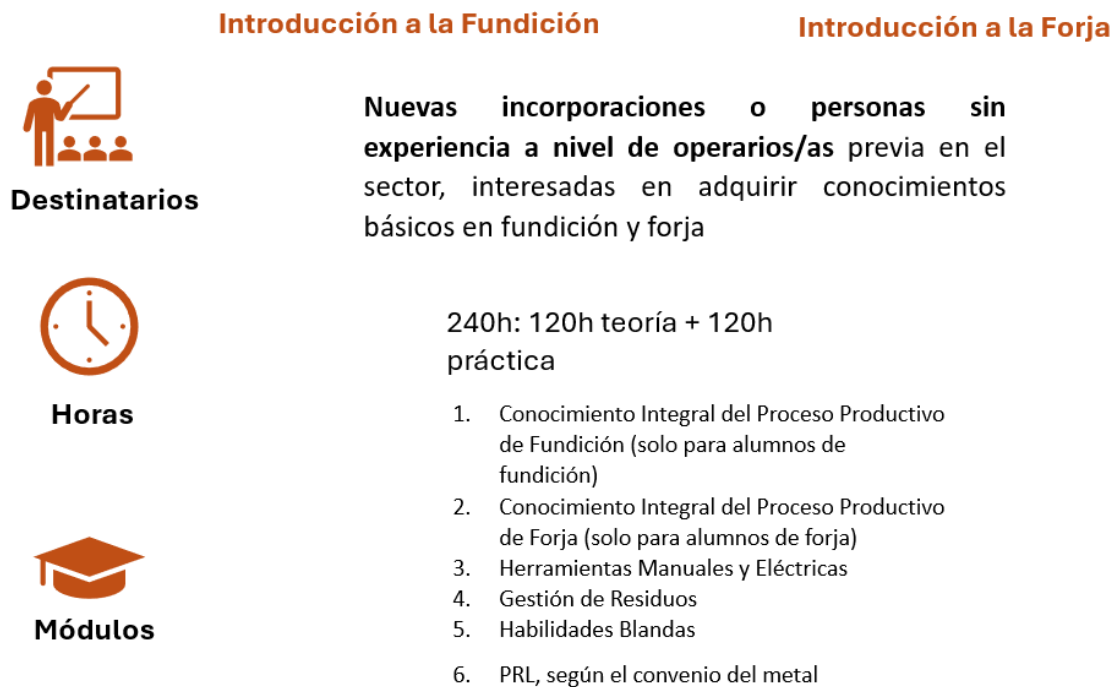 Introducción a la Fundición
Introducción a la Forja
Destinatarios
Nuevas incorporaciones o personas sin
experiencia a nivel de operarios/as previa en el
sector, interesadas en adquirir conocimientos
básicos en fundición y forja
Horas
240h: 120h teoría + 120h
práctica
Módulos
1. Conocimiento Integral del Proceso Productivo
de Fundición (solo para alumnos de
fundición)
2. Conocimiento Integral del Proceso Productivo
de Forja (solo para alumnos de forja)
3. Herramientas Manuales y Eléctricas
4. Gestión de Residuos
5. Habilidades Blandas
6. PRL, según el convenio del metal